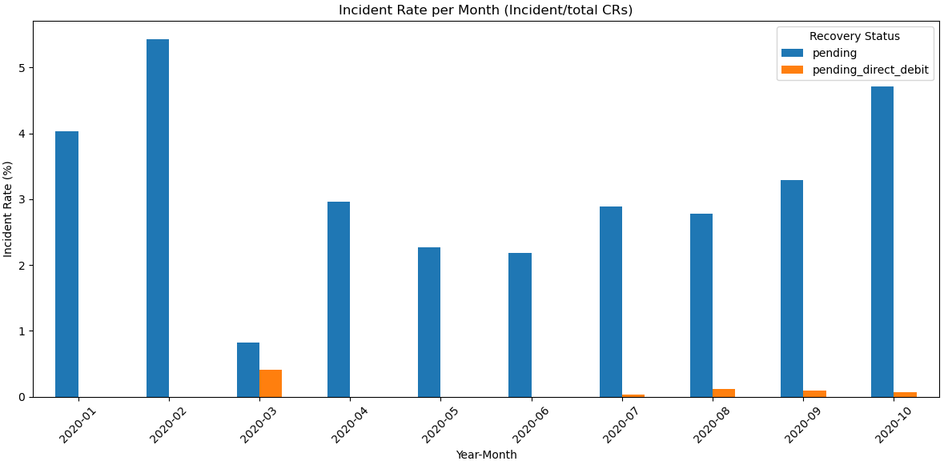 Incident Rate per Month (Incident/total CRs)
Recovery Status
pending
pending_direct_debit
Incident Rate (%)
5
4
3
2
1
0
2020-01
2020-02
2020-03
2020-04
2020-05
2020-06
2020-07
2020-08
2020-09
2020-10
Year-Month